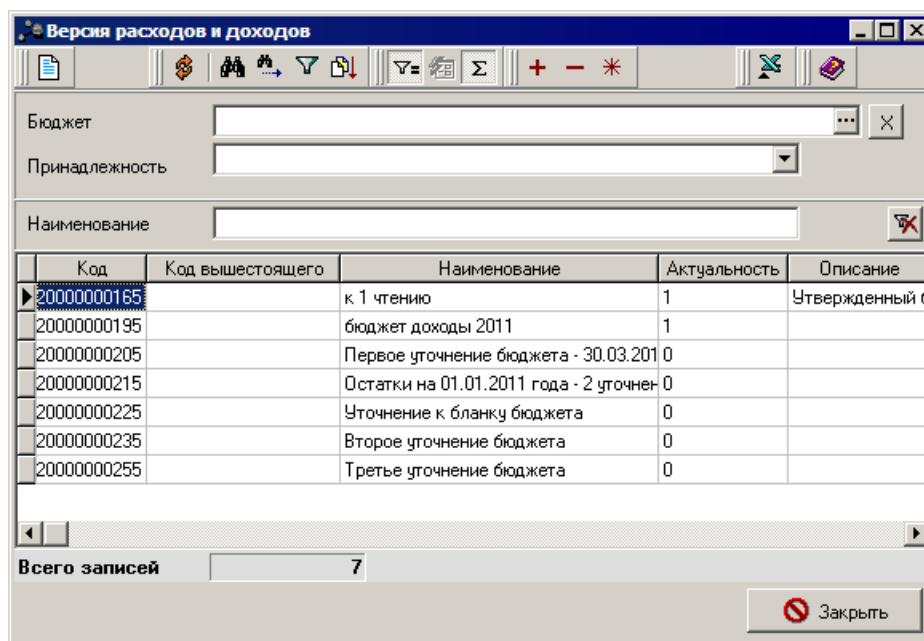 Версия расходов и доходов
Бюджет
Принадлежность
Наименование
Код Код вышестоящего Наименование Актуальность Описание
20000000165 к 1 чтению 1 Утвержденный
20000000195 бюджет доходы 2011 1
20000000205 Первое уточнение бюджета - 30.03.201 0
20000000215 Остатки на 01.01.2011 года - 2 уточнен 0
20000000225 Уточнение к бланку бюджета 0
20000000235 Второе уточнение бюджета 0
20000000255 Третье уточнение бюджета 0
Всего записей 7
Закрыть